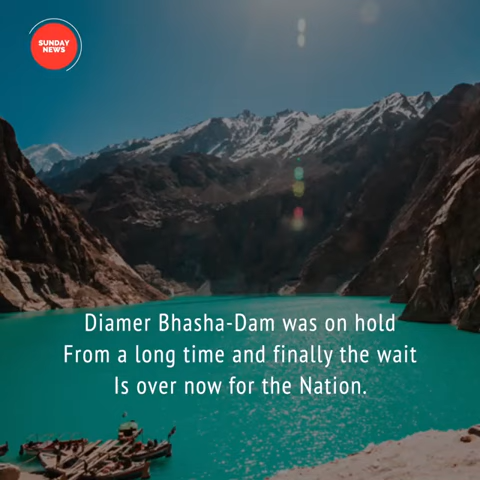 SUNDAY
NEWS
Diamer Bhasha-Dam was on hold
From a long time and finally the wait
Is over now for the Nation.